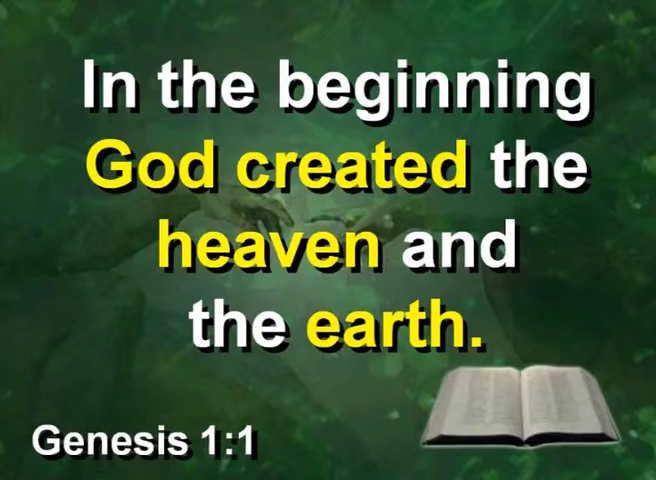 In the beginning
God created the
heaven and
the earth.
Genesis 1:1